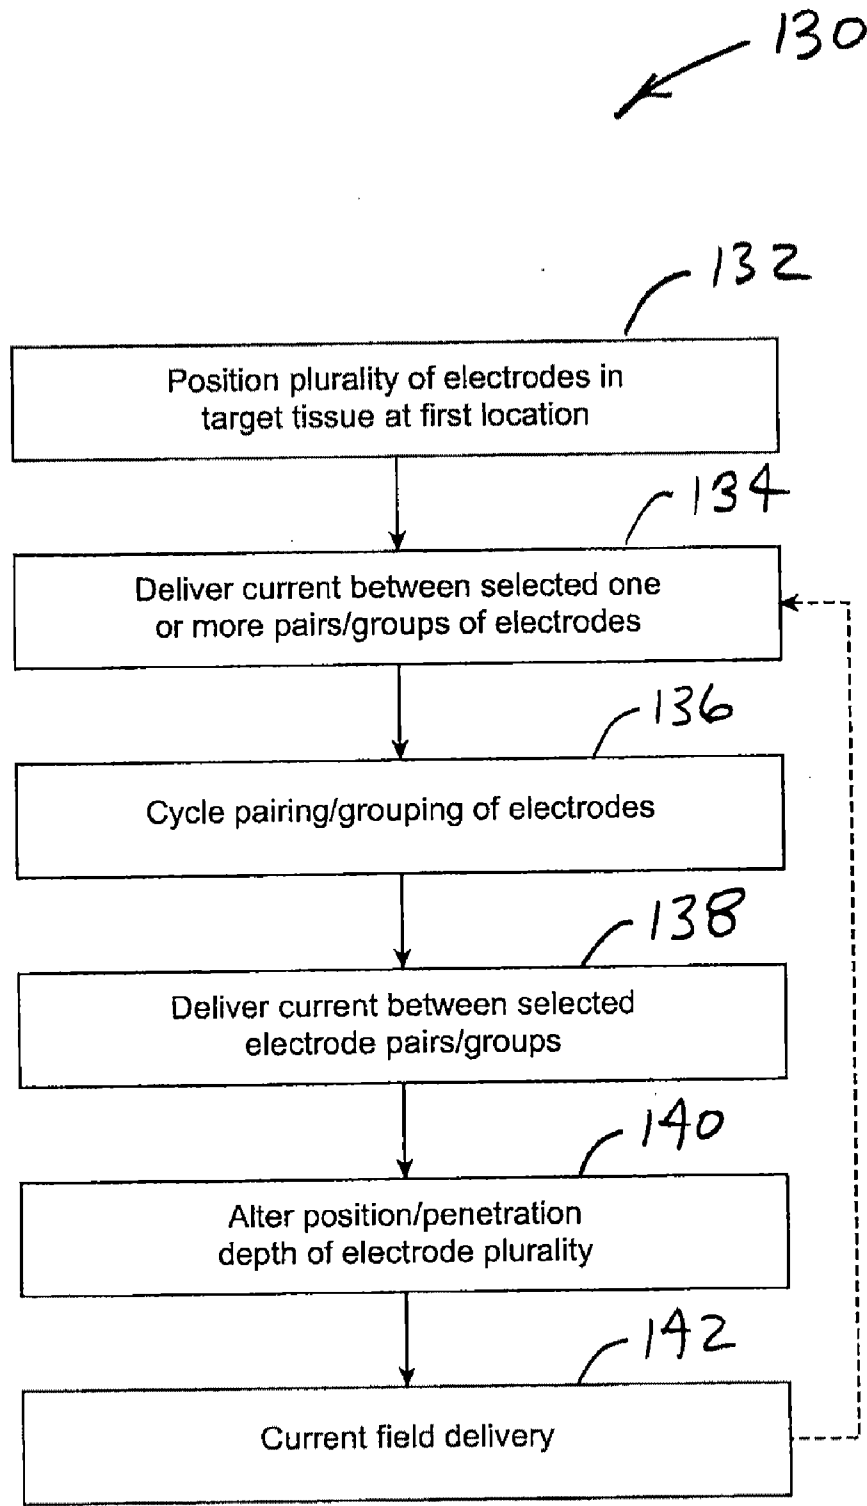 130
132
Position plurality of electrodes in
target tissue at first location
134
Deliver current between selected one
or more pairs/groups of electrodes
136
Cycle pairing/grouping of electrodes
138
Deliver current between selected
electrode pairs/groups
140
Alter position/penetration
depth of electrode plurality
142
Current field delivery